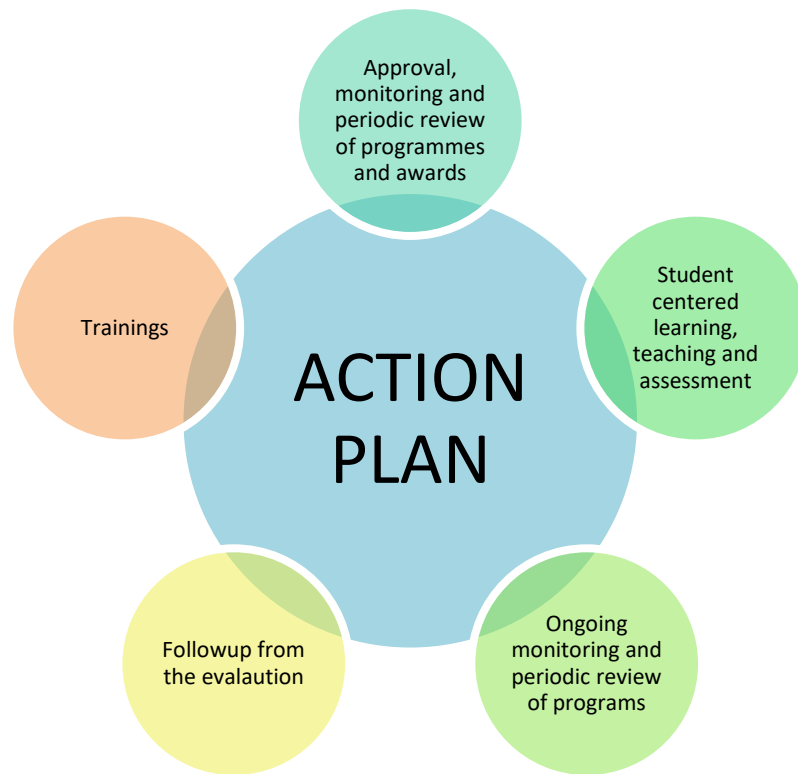 Approval,
monitoring and
periodic review
of programmes
and awards
Student
centered
learning,
teaching and
assessment
Ongoing
monitoring and
periodic review
of programs
Followup from
the evalaution
Trainings
ACTION
PLAN